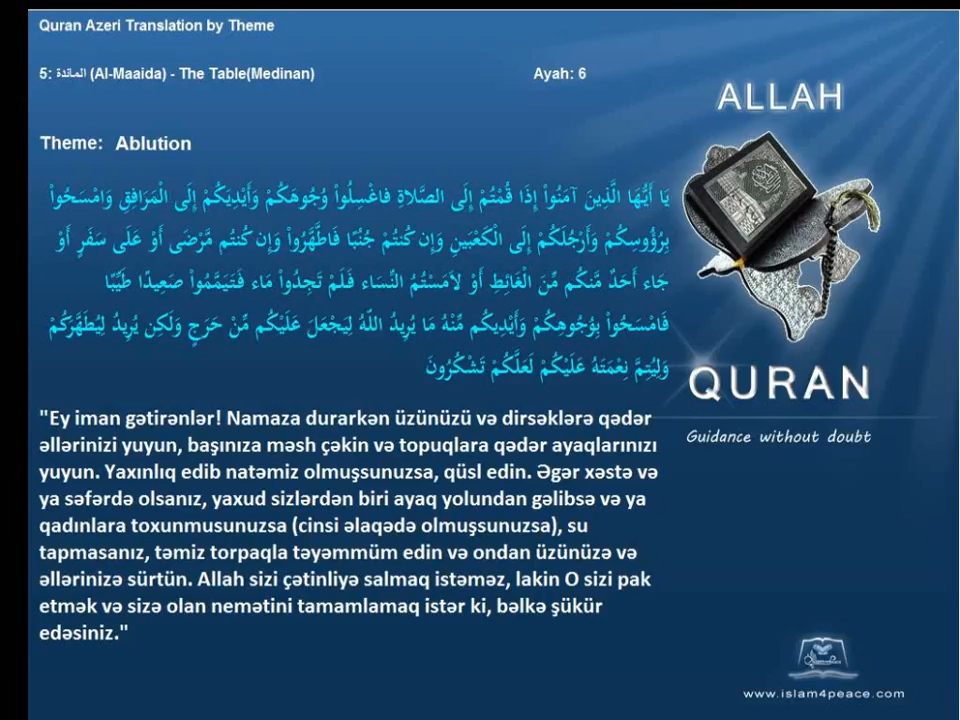 Quran Azeri Translation by Theme
5: المائدة (Al-Maaida) - The Table(Medinan) Ayah: 6
Theme: Ablution
يَا أَيُّهَا الَّذِينَ آمَنُواْ إِذَا قُمْتُمْ إِلَى الصَّلاةِ فاغْسِلُواْ وُجُوهَكُمْ وَأَيْدِيَكُمْ إِلَى الْمَرَافِقِ وَامْسَحُواْ
بِرُؤُوسِكُمْ وَأَرْجُلَكُمْ إِلَى الْكَعْبَينِ وَإِن كُنتُمْ جُنُبًا فَاطَّهَّرُواْ وَإِن كُنتُم مَّرْضَى أَوْ عَلَى سَفَرٍ أَوْ
جَاء أَحَدٌ مَّنكُم مِّنَ الْغَائِطِ أَوْ لاَمَسْتُمُ النِّسَاء فَلَمْ تَجِدُواْ مَاء فَتَيَمَّمُواْ صَعِيدًا طَيِّبًا
فَامْسَحُواْ بِوُجُوهِكُمْ وَأَيْدِيكُم مِّنْهُ مَا يُرِيدُ اللّهُ لِيَجْعَلَ عَلَيْكُم مِّنْ حَرَجٍ وَلَكِن يُرِيدُ لِيُطَهَّرَكُمْ
وَلِيُتِمَّ نِعْمَتَهُ عَلَيْكُمْ لَعَلَّكُمْ تَشْكُرُونَ
"Ey iman gətirənlər! Namaza durarkən üzünüzü və dirsəklərə qədər
əllərinizi yuyun, başınıza məsh çəkin və topuqlara qədər ayaqlarınızı
yuyun. Yaxınlıq edib natəmiz olmuşsunuzsa, qüsl edin. Əgər xəstə və
ya səfərdə olsanız, yaxud sizlərdən biri ayaq yolundan gəlibsə və ya
qadınlara toxunmusunuzsa (cinsi əlaqədə olmuşsunuzsa), su
tapmasanız, təmiz torpaqla təyəmmüm edin və ondan üzünüzə və
əllərinizə sürtün. Allah sizi çətinliyə salmaq istəməz, lakin O sizi pak
etmək və sizə olan nemətini tamamlamaq istər ki, bəlkə şükür
edəsiniz."
ALLAH
QURAN
Guidance without doubt
www.islam4peace.com